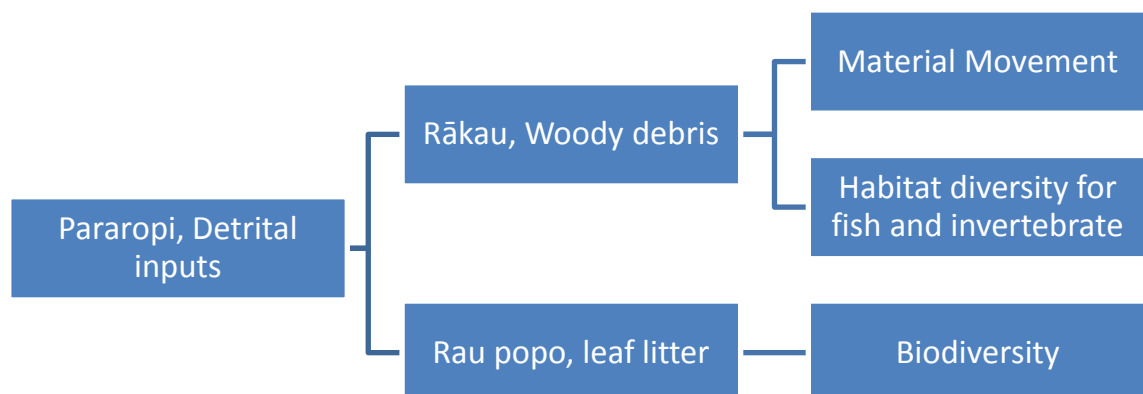 Pararopi, Detrital
inputs
Rākau, Woody debris
Material Movement
Habitat diversity for
fish and invertebrate
Rau popo, leaf litter
Biodiversity